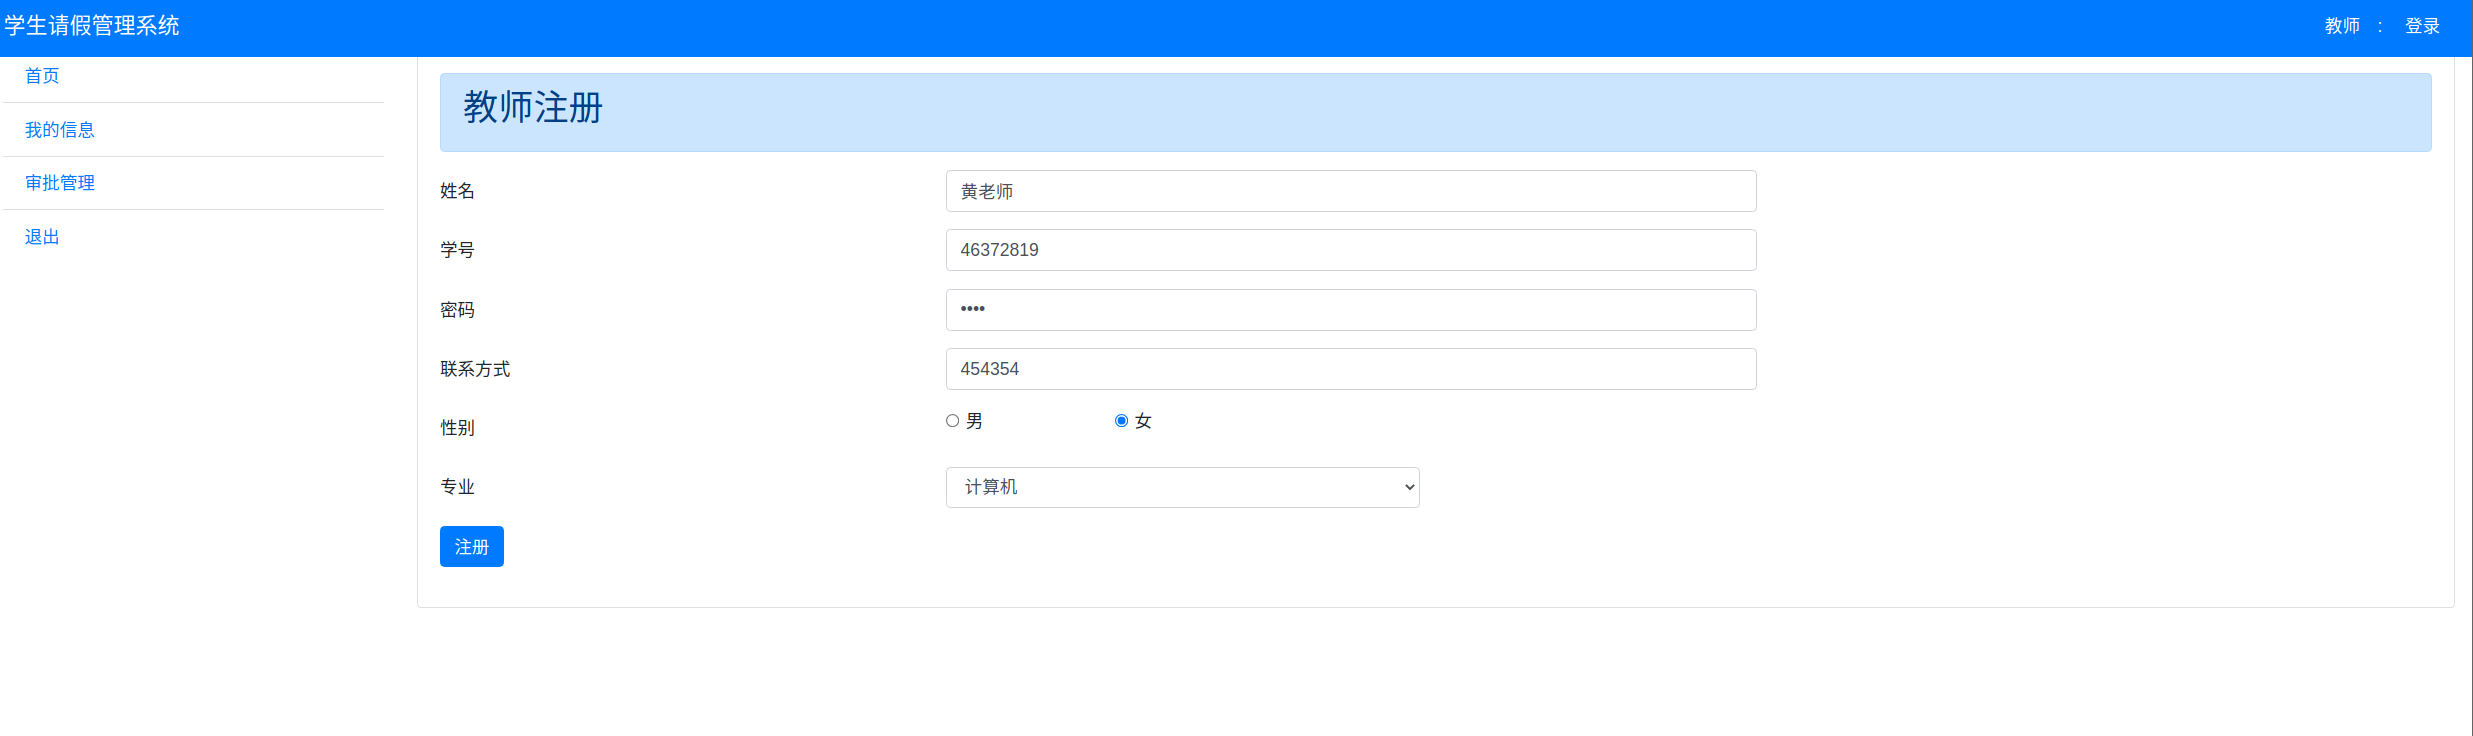 学生请假管理系统
教师 : 登录
首页
我的信息
审批管理
退出
教师注册
姓名 黄老师
学号 46372819
密码 ••••
联系方式 454354
性别 男 女
专业 计算机
注册